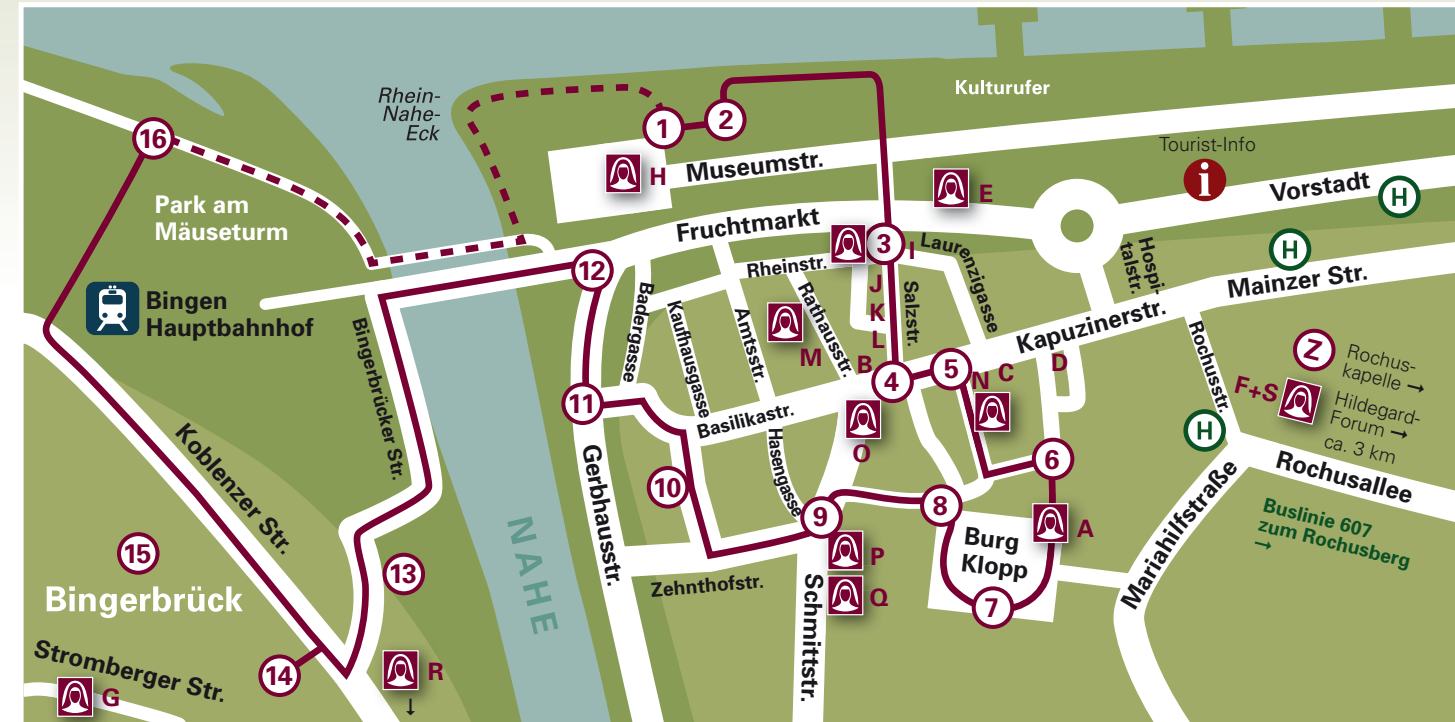 Kulturufer
Rhein-
Nahe-
Eck
1
2
16
H
Museumstr.
Tourist-Info
i
E
Vorstadt
H
Park am
Mäuseturm
Fruchtmarkt
3
I
Laurenzigasse
Hospi-
talstr.
H
Mainzer Str.
12
Rheinstr.
Bingen
Hauptbahnhof
Bingerbrücker Str.
Badergasse
Kaufhausgasse
Amtsstr.
Rathausstr.
J
K
L
B
Salzstr.
M
Kapuzinerstr.
Rochusstr.
D
Z
Rochus-
kapelle →
F+S
Hildegard-
Forum →
ca. 3 km
4
5
N
C
11
Basilikastr.
Hasengasse
O
H
Rochusallee
Koblenzer Str.
Gerbhausstr.
10
6
9
8
A
Mariahilfstraße
Buslinie 607
zum Rochusberg
→
NAHE
15
Bingerbrück
13
Burg
Klopp
7
P
Q
Zehnthofstr.
Schmittstr.
14
R
↓
Stromberger Str.
G